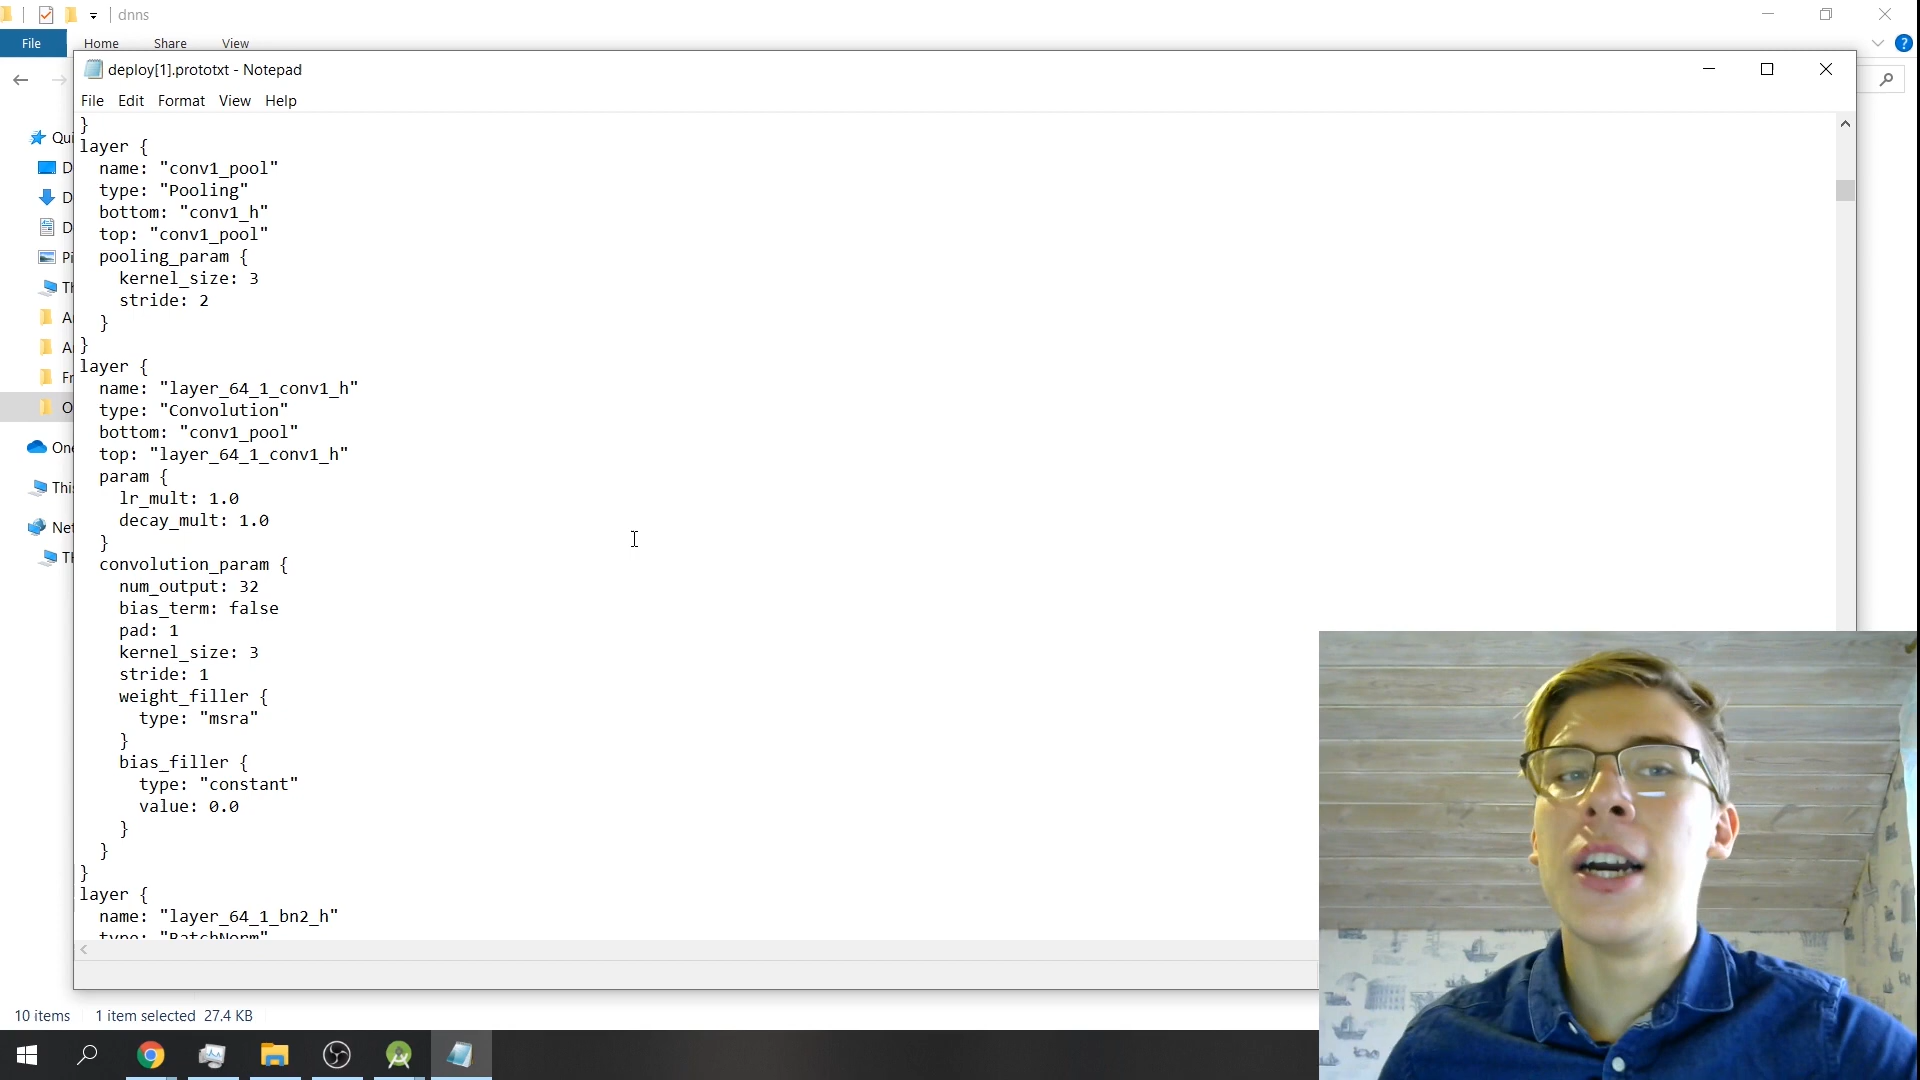 dnns
File
Home
Share
View
deploy[1].prototxt - Notepad
File Edit Format View Help
}
layer {
name: "conv1_pool"
type: "Pooling"
bottom: "conv1_h"
top: "conv1_pool"
pooling_param {
kernel_size: 3
stride: 2
}
}
layer {
name: "layer_64_1_conv1_h"
type: "Convolution"
bottom: "conv1_pool"
top: "layer_64_1_conv1_h"
param {
lr_mult: 1.0
decay_mult: 1.0
}
convolution_param {
num_output: 32
bias_term: false
pad: 1
kernel_size: 3
stride: 1
weight_filler {
type: "msra"
}
bias_filler {
type: "constant"
value: 0.0
}
}
}
layer {
name: "layer_64_1_bn2_h"
type: "BatchNorm"
10 items
1 item selected 27.4 KB